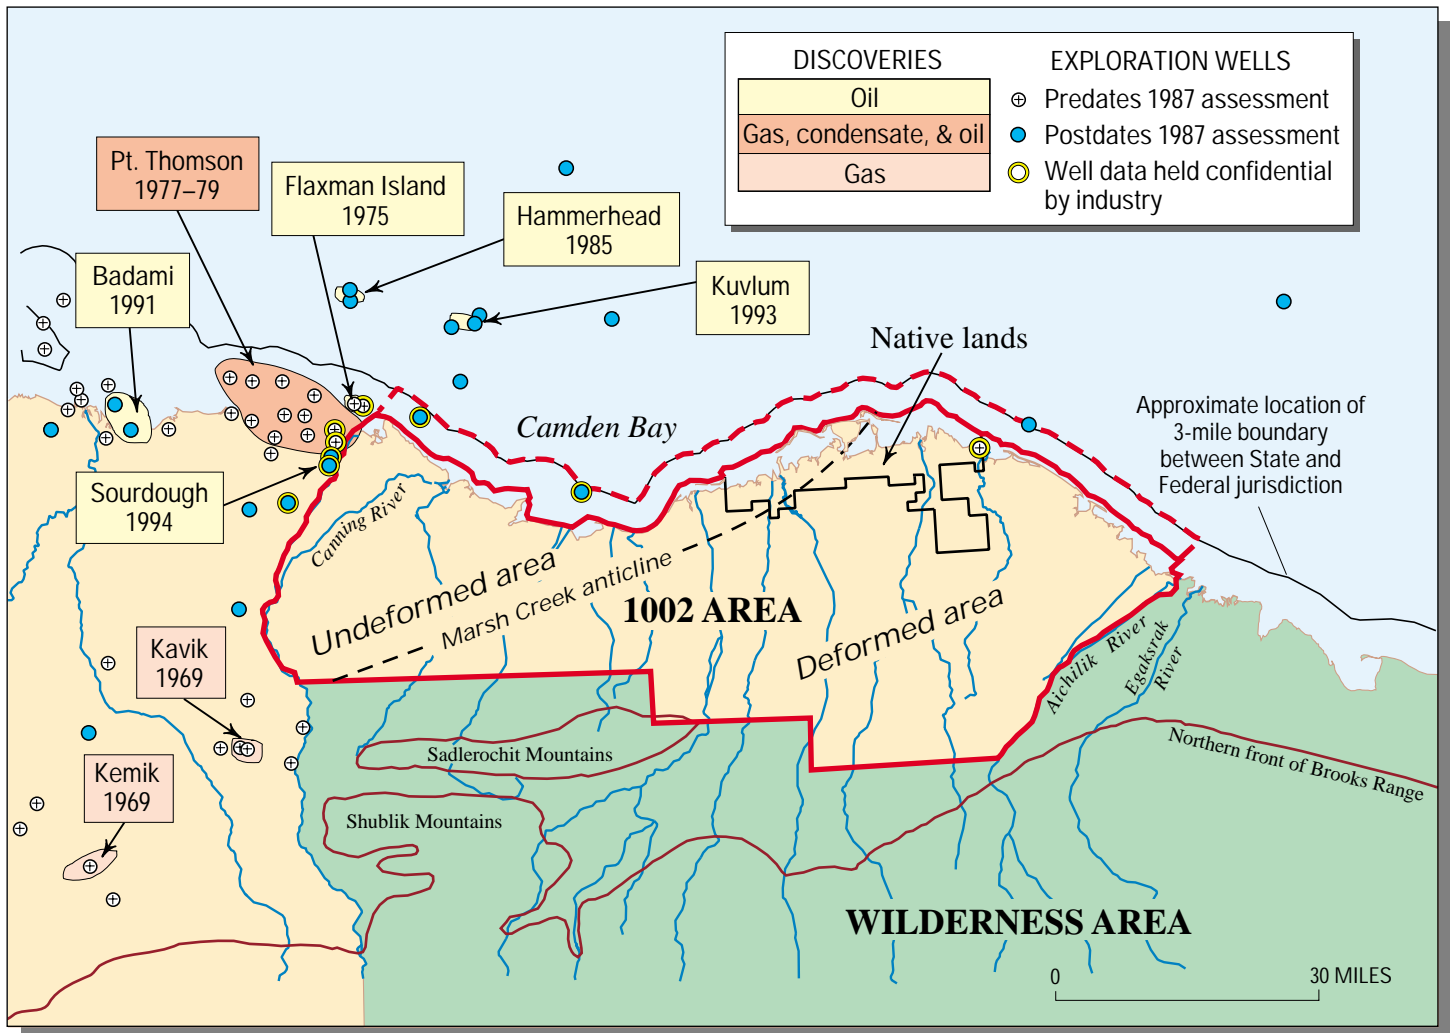 DISCOVERIES
Oil
Gas, condensate, & oil
Gas
EXPLORATION WELLS
Predates 1987 assessment
Postdates 1987 assessment
Well data held confidential
by industry
Pt. Thomson
1977–79
Flaxman Island
1975
Hammerhead
1985
Badami
1991
Kuvlum
1993
Native lands
Camden Bay
Approximate location of
3-mile boundary
between State and
Federal jurisdiction
Sourdough
1994
Canning River
Undeformed area
Marsh Creek anticline
1002 AREA
Deformed area
Aichilik River
Egaksrak
River
Kavik
1969
Kemik
1969
Sadlerochit Mountains
Shublik Mountains
Northern front of Brooks Range
WILDERNESS AREA
0 30 MILES